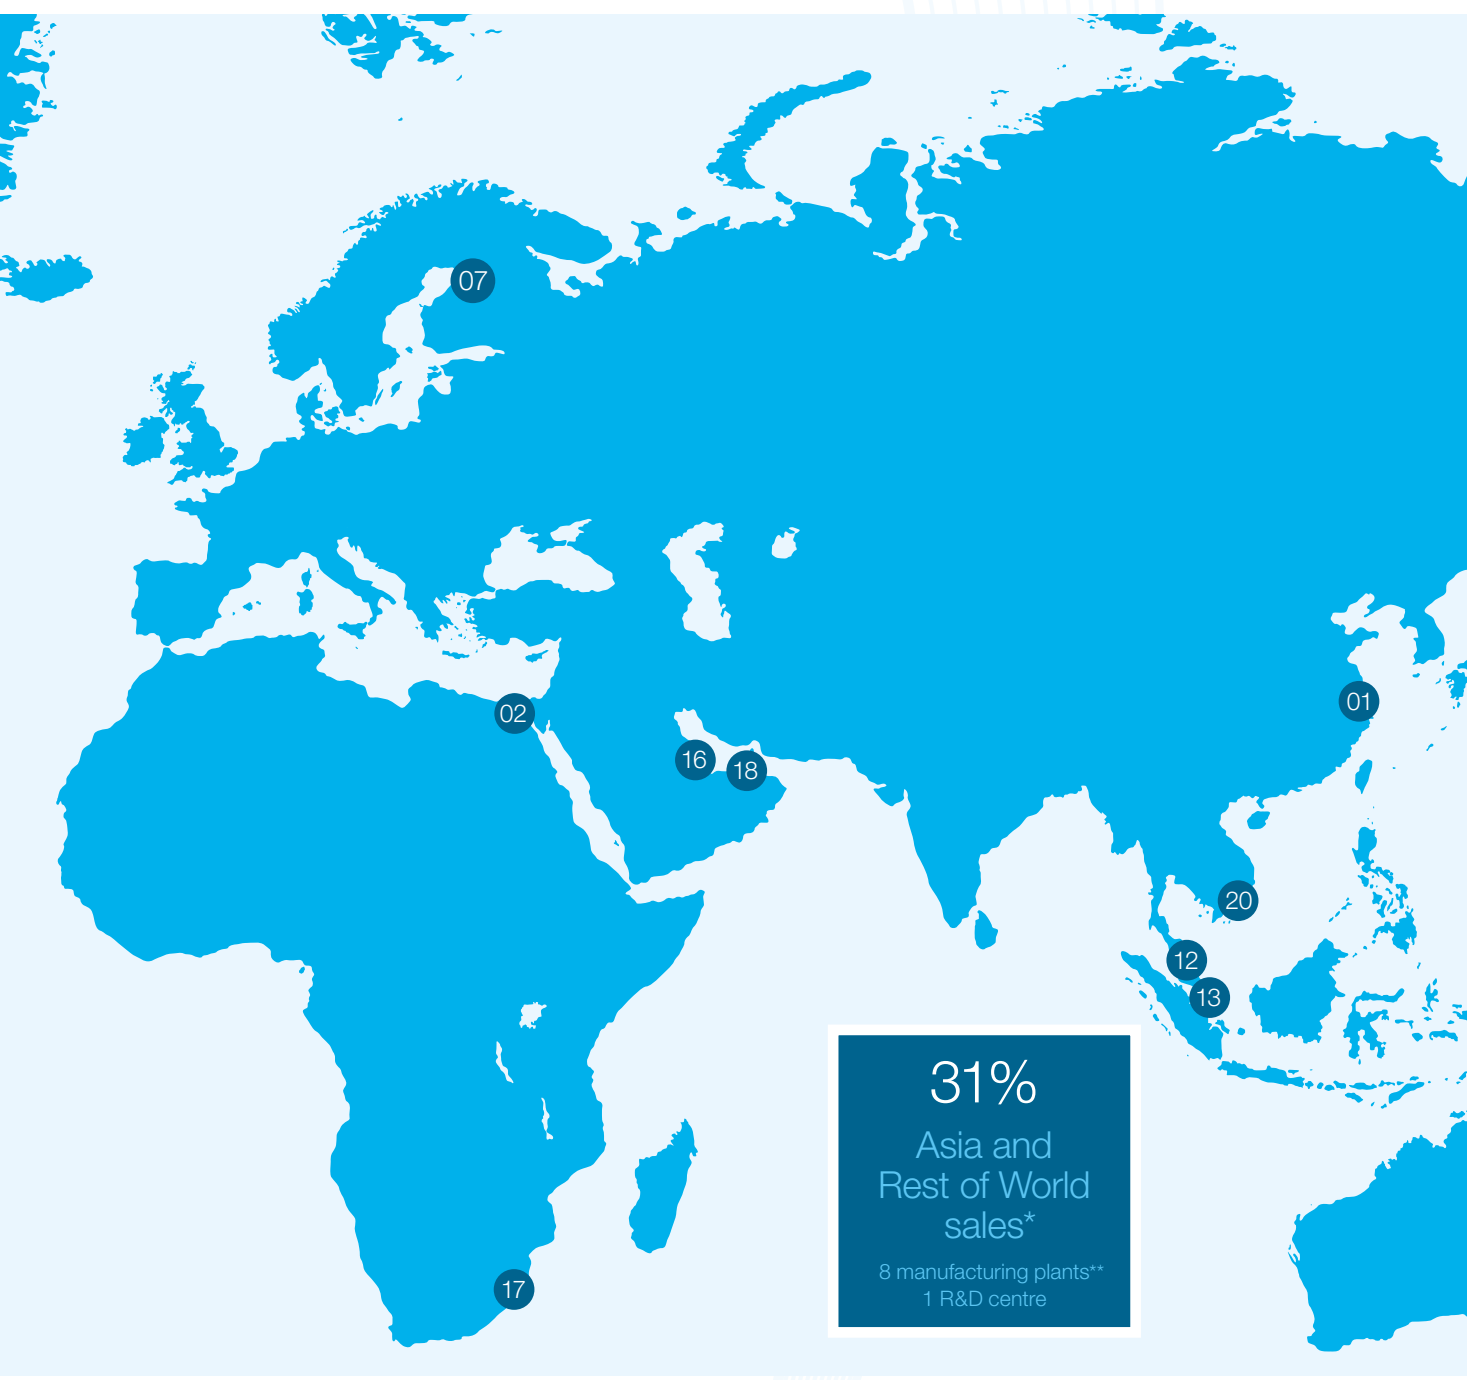 07
01
02
16
18
20
12
13
31%
Asia and
Rest of World
sales*
8 manufacturing plants**
1 R&D centre
17